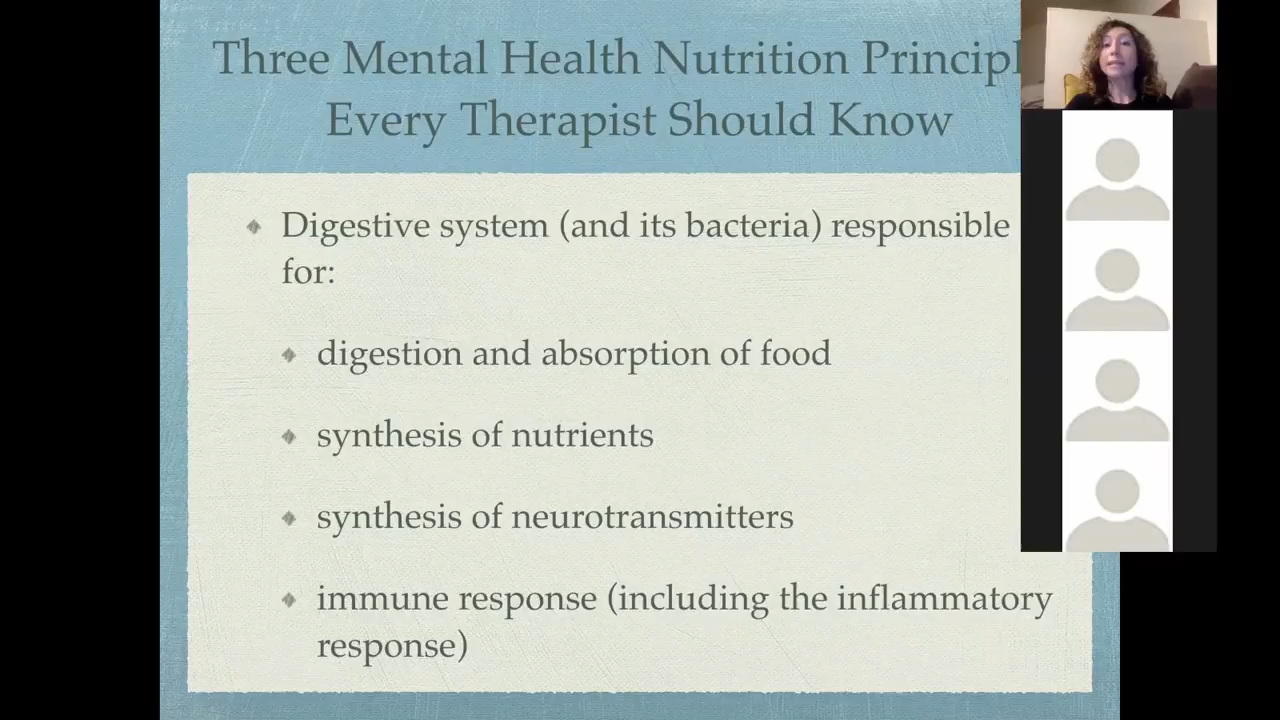 Three Mental Health Nutrition Principl
Every Therapist Should Know
Digestive system (and its bacteria) responsible
for:
digestion and absorption of food
synthesis of nutrients
synthesis of neurotransmitters
immune response (including the inflammatory
response)